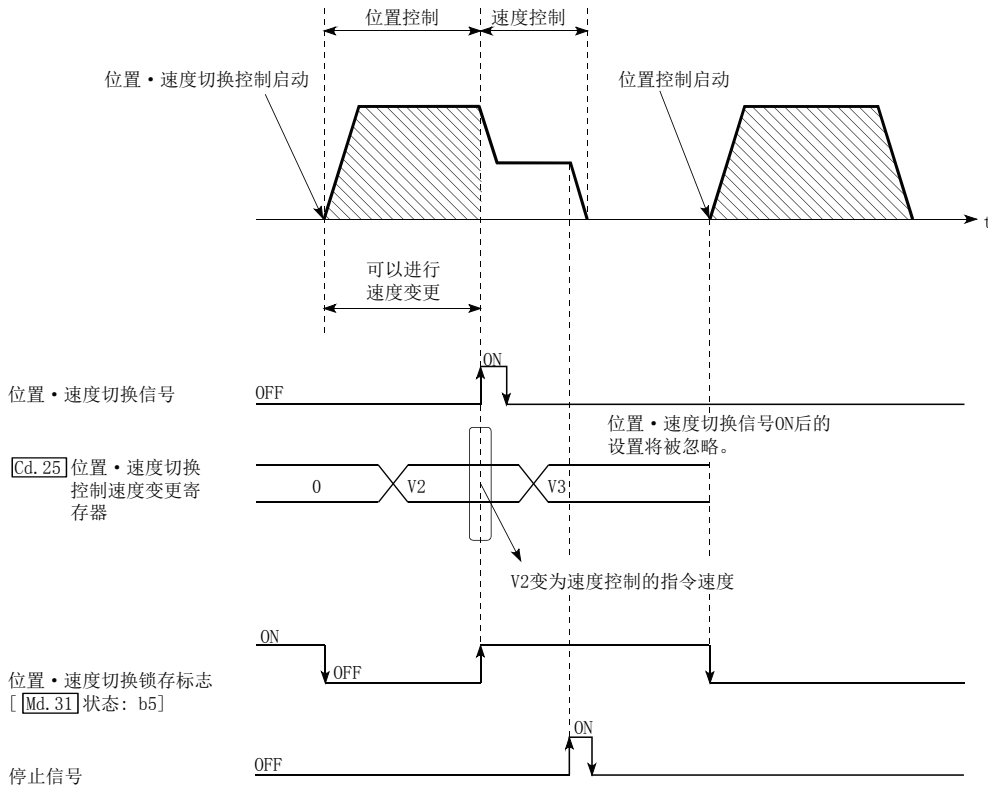 位置控制
速度控制
位置・速度切换控制启动
位置控制启动
t
可以进行
速度变更
ON
位置・速度切换信号
OFF
位置・速度切换信号ON后的
设置将被忽略。
Cd.25 位置・速度切换
控制速度变更寄
存器
0
V2
V3
V2变为速度控制的指令速度
ON
OFF
位置・速度切换锁存标志
[ Md.31 状态: b5]
ON
OFF
停止信号